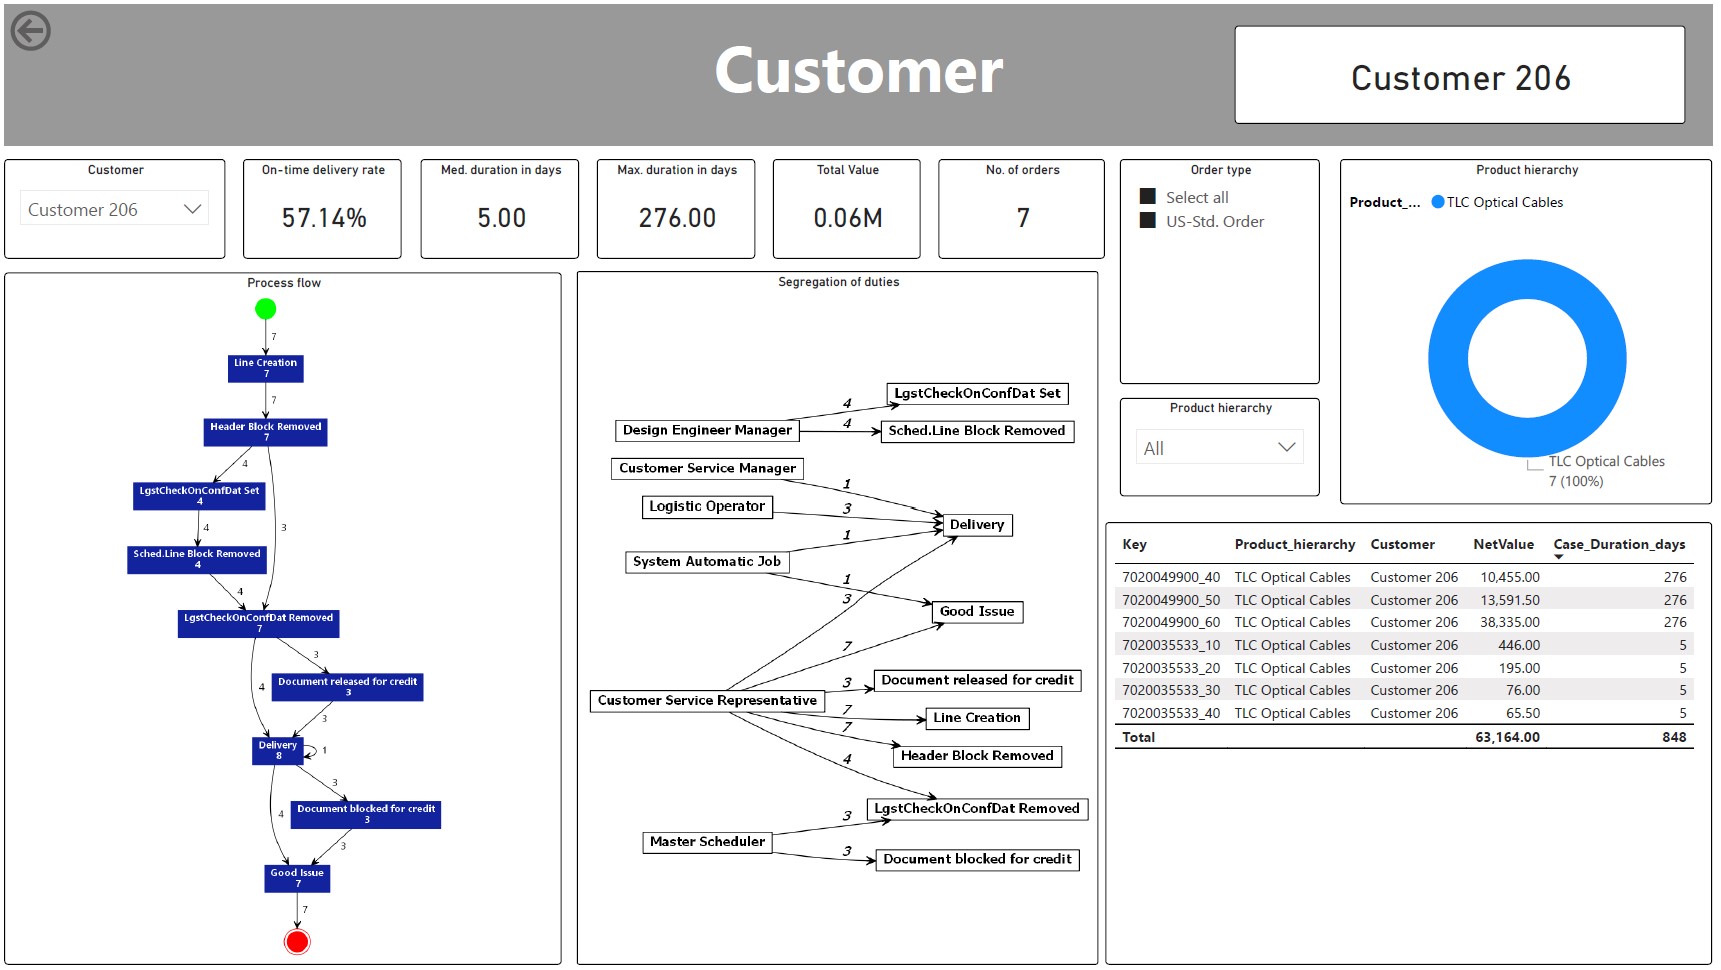 Customer
Customer 206
Customer
Customer 206
On-time delivery rate
57.14%
Med. duration in days
5.00
Max. duration in days
276.00
Total Value
0.06M
No. of orders
7
Order type
Select all
US-Std. Order
Product hierarchy
All
Product hierarchy
Product_... TLC Optical Cables
TLC Optical Cables
7 (100%)
Process flow
7
Line Creation
7
7
Header Block Removed
7
4
LgstCheckOnConfDat Set
4
4
3
Sched.Line Block Removed
4
4
LgstCheckOnConfDat Removed
7
3
4
Document released for credit
3
3
Delivery
8
1
3
4
Document blocked for credit
3
3
Good Issue
7
7
Segregation of duties
4
LgstCheckOnConfDat Set
Design Engineer Manager
4
Sched.Line Block Removed
Customer Service Manager
1
Logistic Operator
3
Delivery
1
System Automatic Job
1
3
Good Issue
7
Customer Service Representative
3
Document released for credit
7
Line Creation
7
Header Block Removed
4
LgstCheckOnConfDat Removed
3
Master Scheduler
3
Document blocked for credit
Key Product_hierarchy Customer NetValue Case_Duration_days
7020049900_40 TLC Optical Cables Customer 206 10,455.00 276
7020049900_50 TLC Optical Cables Customer 206 13,591.50 276
7020049900_60 TLC Optical Cables Customer 206 38,335.00 276
7020035533_10 TLC Optical Cables Customer 206 446.00 5
7020035533_20 TLC Optical Cables Customer 206 195.00 5
7020035533_30 TLC Optical Cables Customer 206 76.00 5
7020035533_40 TLC Optical Cables Customer 206 65.50 5
Total 63,164.00 848